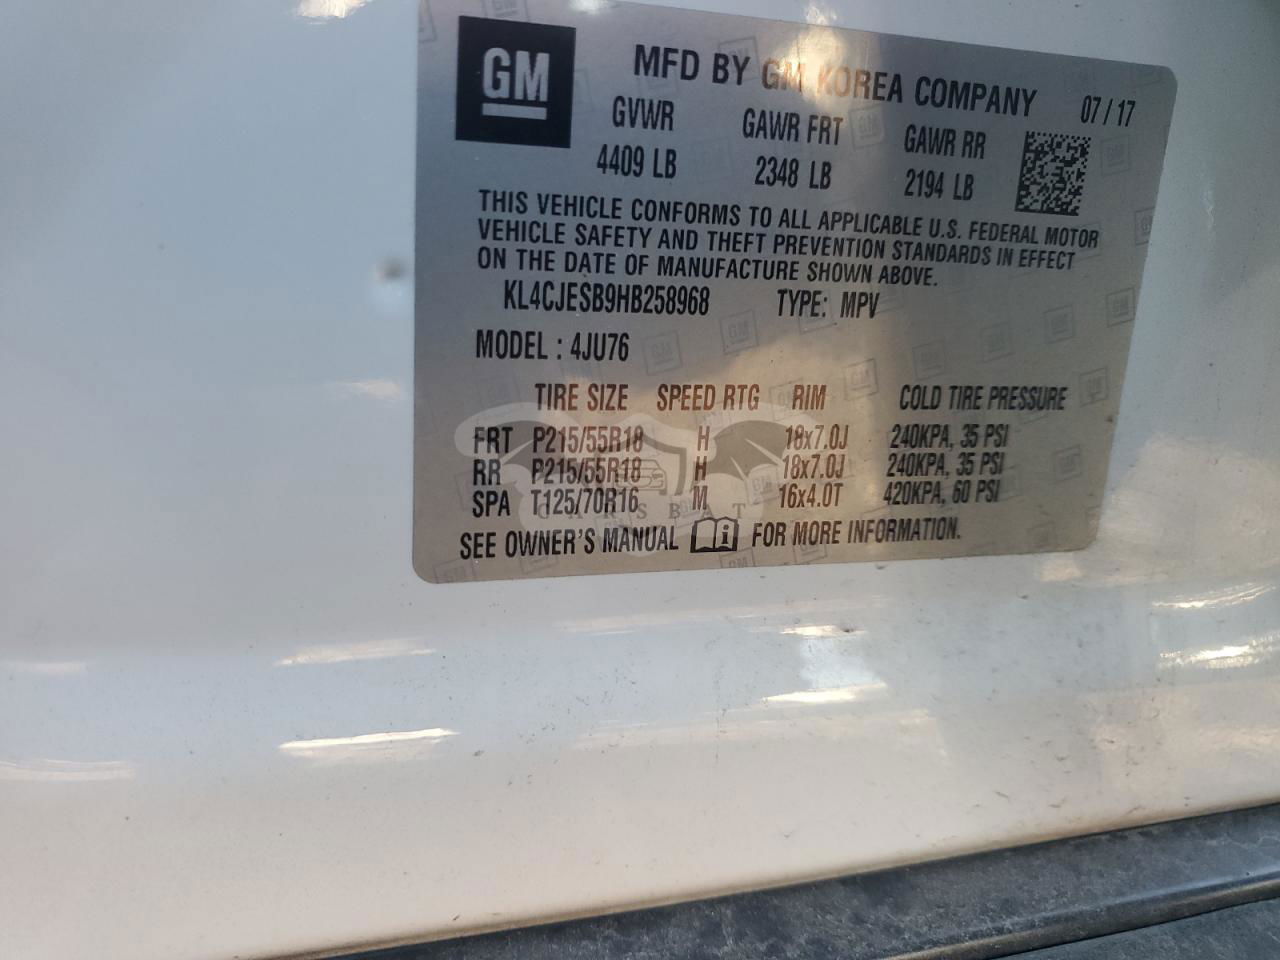 GM
MFD BY GM KOREA COMPANY 07/17
GVWR GAWR FRT GAWR RR
4409 LB 2348 LB 2194 LB
THIS VEHICLE CONFORMS TO ALL APPLICABLE U.S. FEDERAL MOTOR
VEHICLE SAFETY AND THEFT PREVENTION STANDARDS IN EFFECT
ON THE DATE OF MANUFACTURE SHOWN ABOVE.
KL4CJESB9HB258968 TYPE: MPV
MODEL : 4JU76
TIRE SIZE SPEED RTG RIM COLD TIRE PRESSURE
FRT P215/55R18 H 18x7.0J 240KPA, 35 PSI
RR P215/55R18 H 18x7.0J 240KPA, 35 PSI
SPA T125/70R16 M 16x4.0T 420KPA, 60 PSI
CARSBAT
SEE OWNER'S MANUAL FOR MORE INFORMATION.